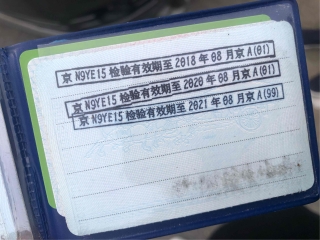 京 N9YE15 检验有效期至 2018 年 08 月京 A(01)
京 N9YE15 检验有效期至 2020 年 08 月京 A(01)
京 N9YE15 检验有效期至 2021 年 08 月京 A(99)